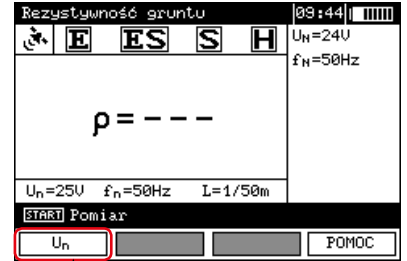 Rezystywność gruntu 09:44
E ES S H
UN=24V
fN=50Hz
ρ=---
Un=25V fn=50Hz L=1/50m
START Pomiar
Un POMOC